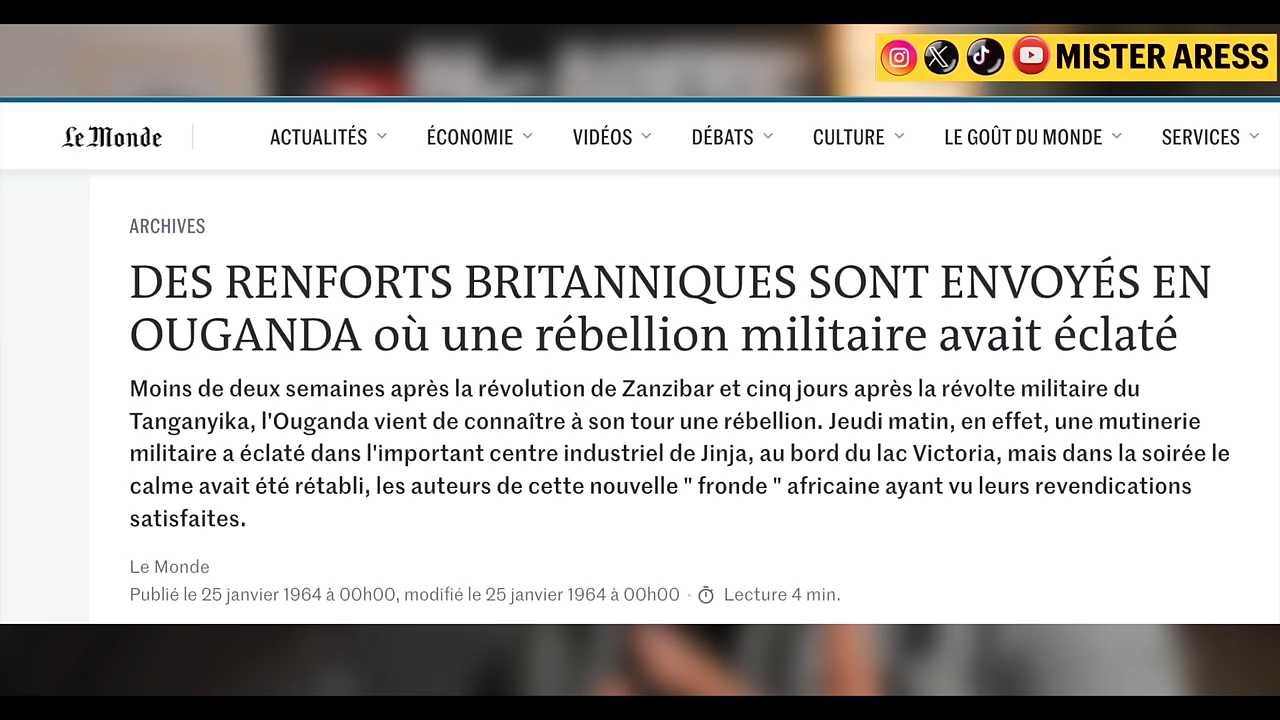 MISTER ARESS
Le Monde
ACTUALITÉS ÉCONOMIE VIDÉOS DÉBATS CULTURE LE GOÛT DU MONDE SERVICES
ARCHIVES
DES RENFORTS BRITANNIQUES SONT ENVOYÉS EN
OUGANDA où une rébellion militaire avait éclaté
Moins de deux semaines après la révolution de Zanzibar et cinq jours après la révolte militaire du
Tanganyika, l'Ouganda vient de connaître à son tour une rébellion. Jeudi matin, en effet, une mutinerie
militaire a éclaté dans l'important centre industriel de Jinja, au bord du lac Victoria, mais dans la soirée le
calme avait été rétabli, les auteurs de cette nouvelle " fronde " africaine ayant vu leurs revendications
satisfaites.
Le Monde
Publié le 25 janvier 1964 à 00h00, modifié le 25 janvier 1964 à 00h00 • Lecture 4 min.